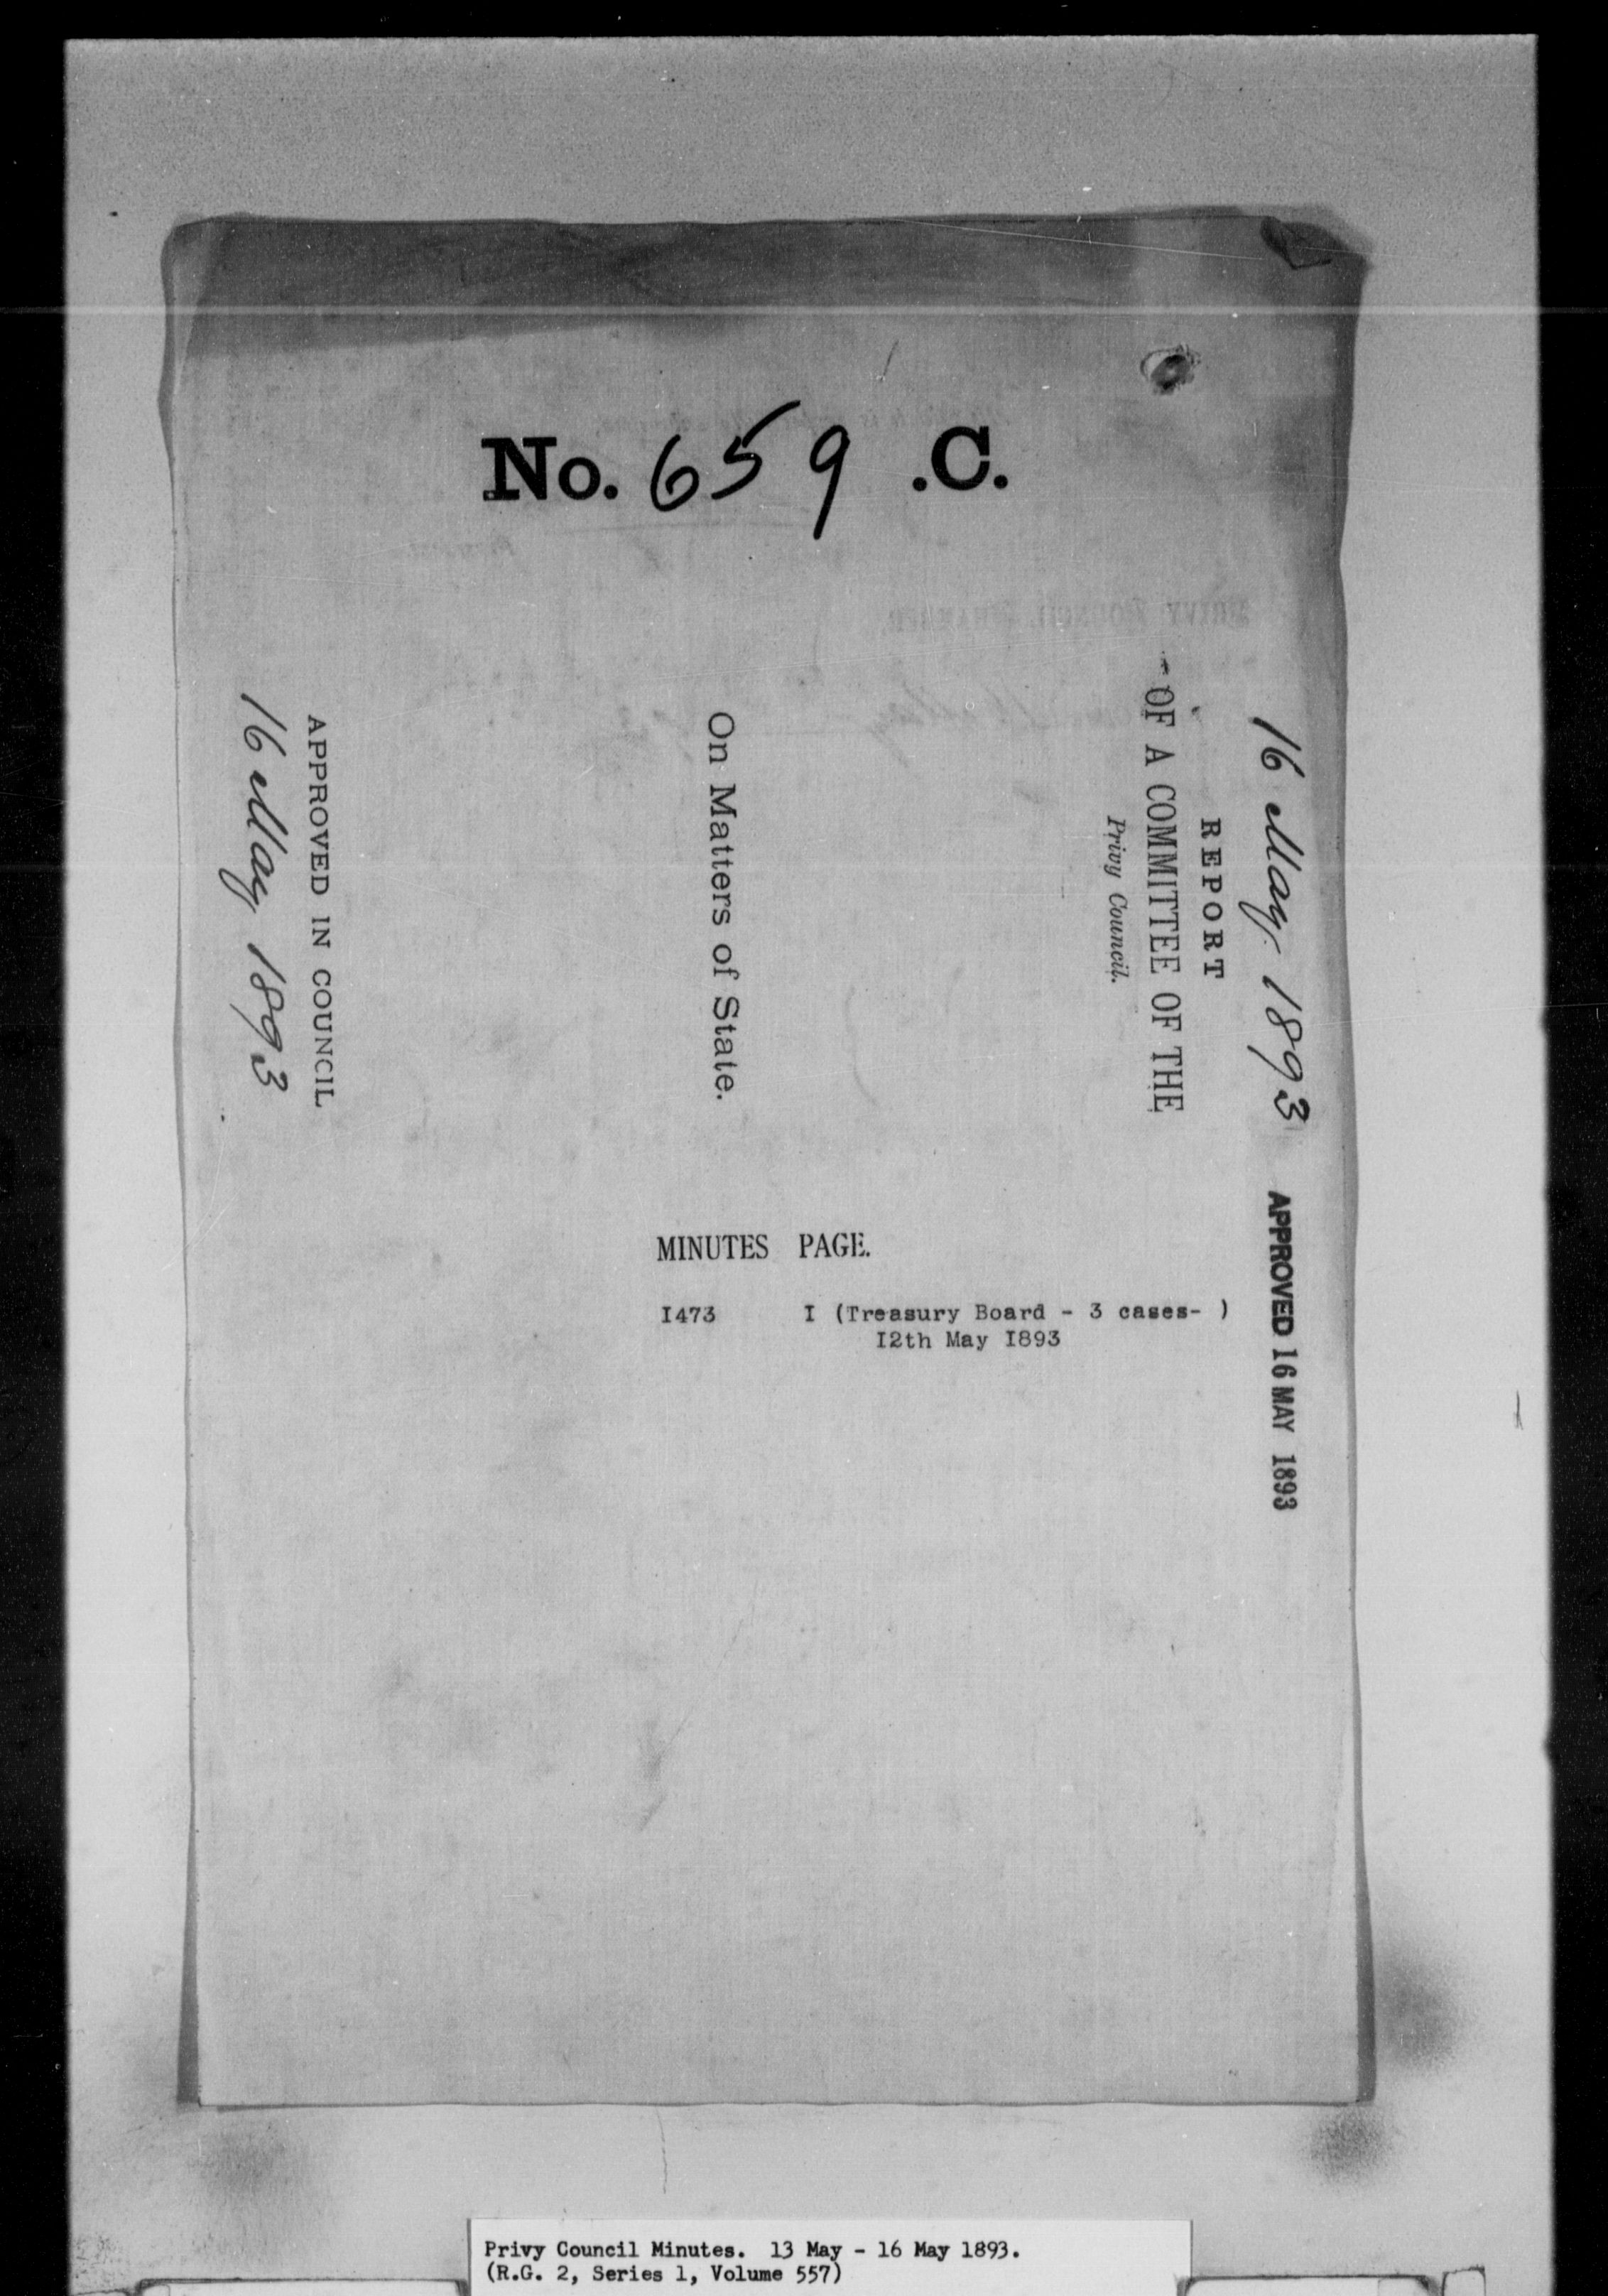 No. 659 .C.
16 May 1893
REPORT
OF A COMMITTEE OF THE
Privy Council.
On Matters of State.
APPROVED IN COUNCIL
16 May 1893
APPROVED 16 MAY 1893
MINUTES PAGE.
I473 I (Treasury Board - 3 cases- )
I2th May I893
Privy Council Minutes. 13 May - 16 May 1893.
(R.G. 2, Series 1, Volume 557)